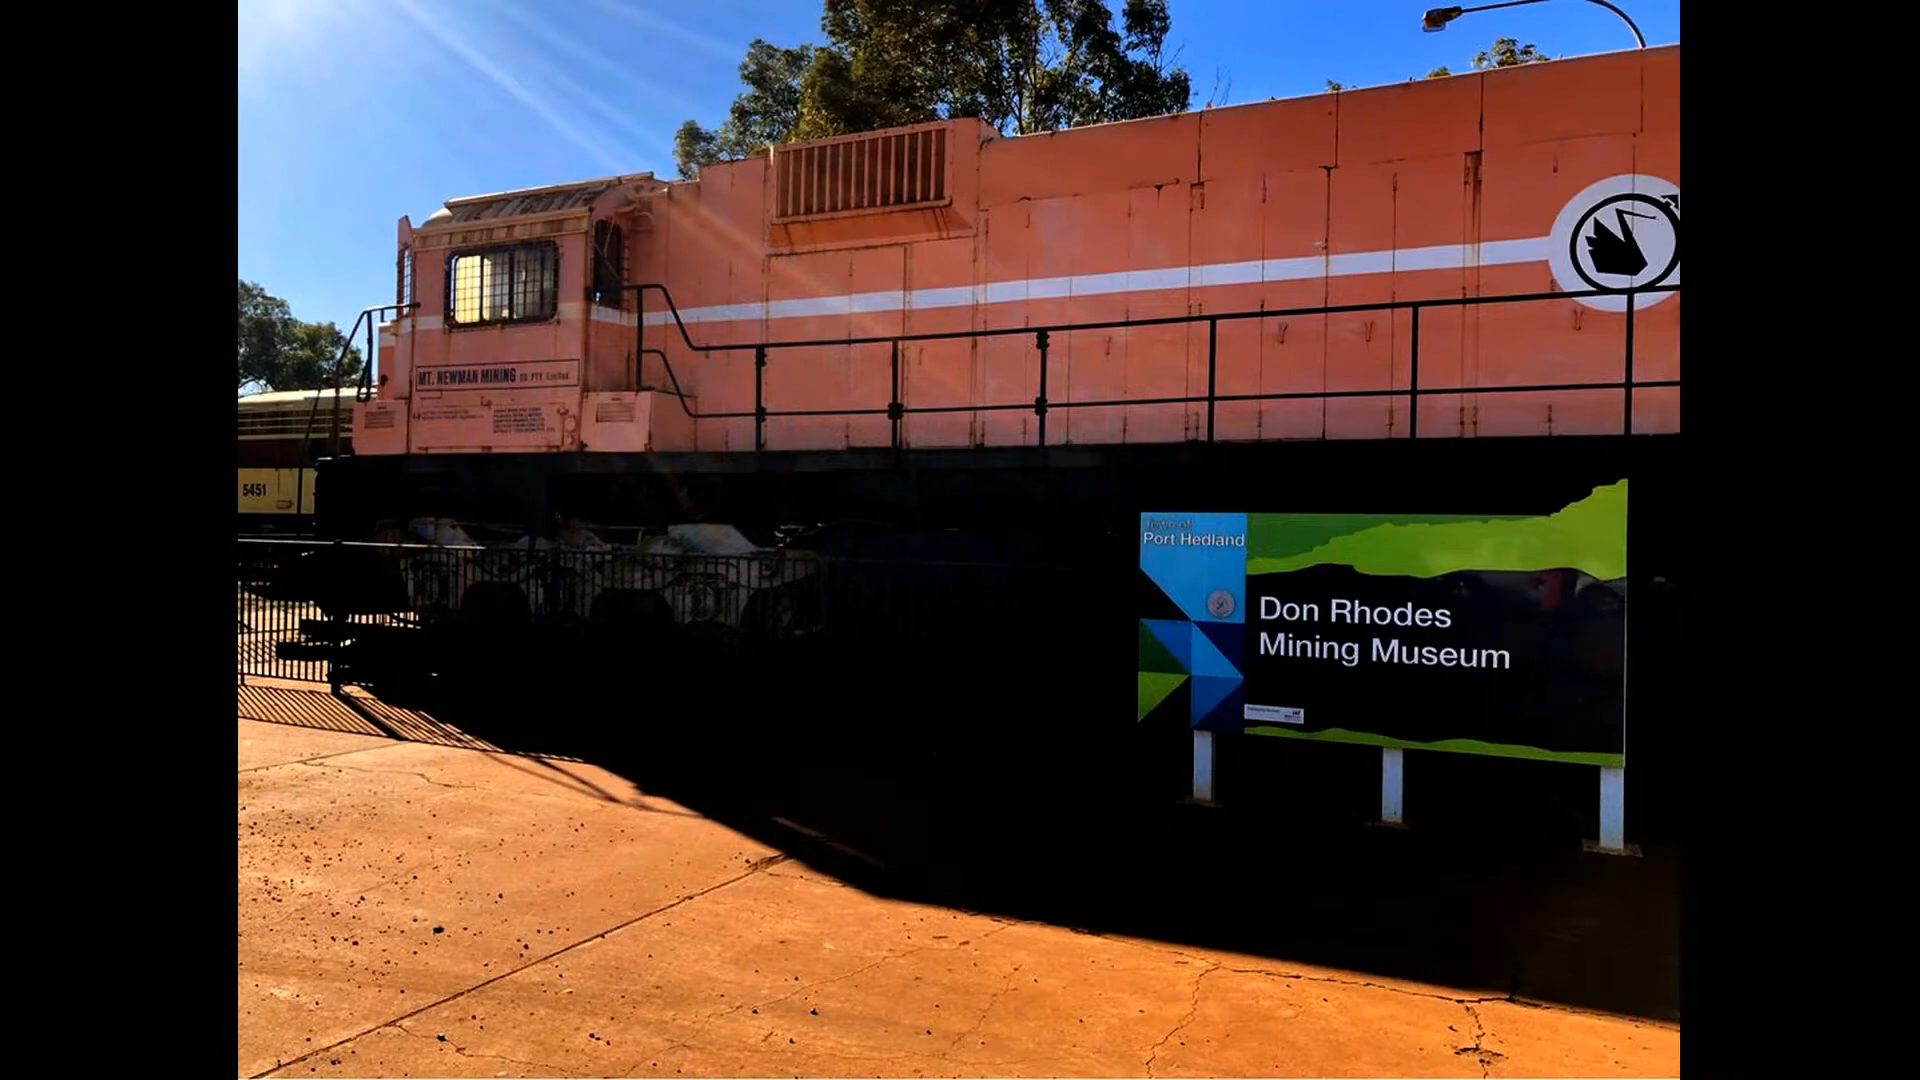 MT. NEWMAN MINING CO. PTY. Limited.
5451
Town of
Port Hedland
Don Rhodes
Mining Museum